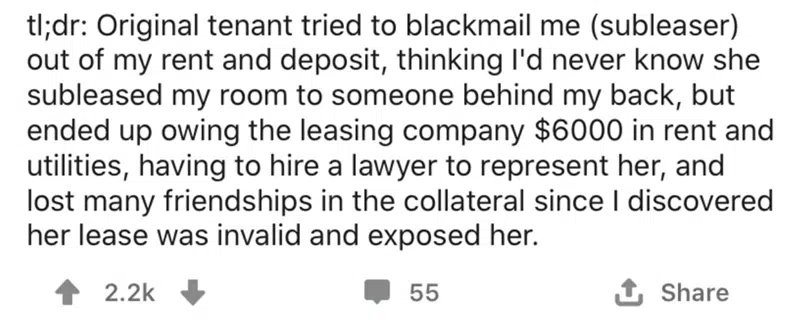 tl;dr: Original tenant tried to blackmail me (subleaser)
out of my rent and deposit, thinking I'd never know she
subleased my room to someone behind my back, but
ended up owing the leasing company $6000 in rent and
utilities, having to hire a lawyer to represent her, and
lost many friendships in the collateral since I discovered
her lease was invalid and exposed her.
2.2k 55 Share